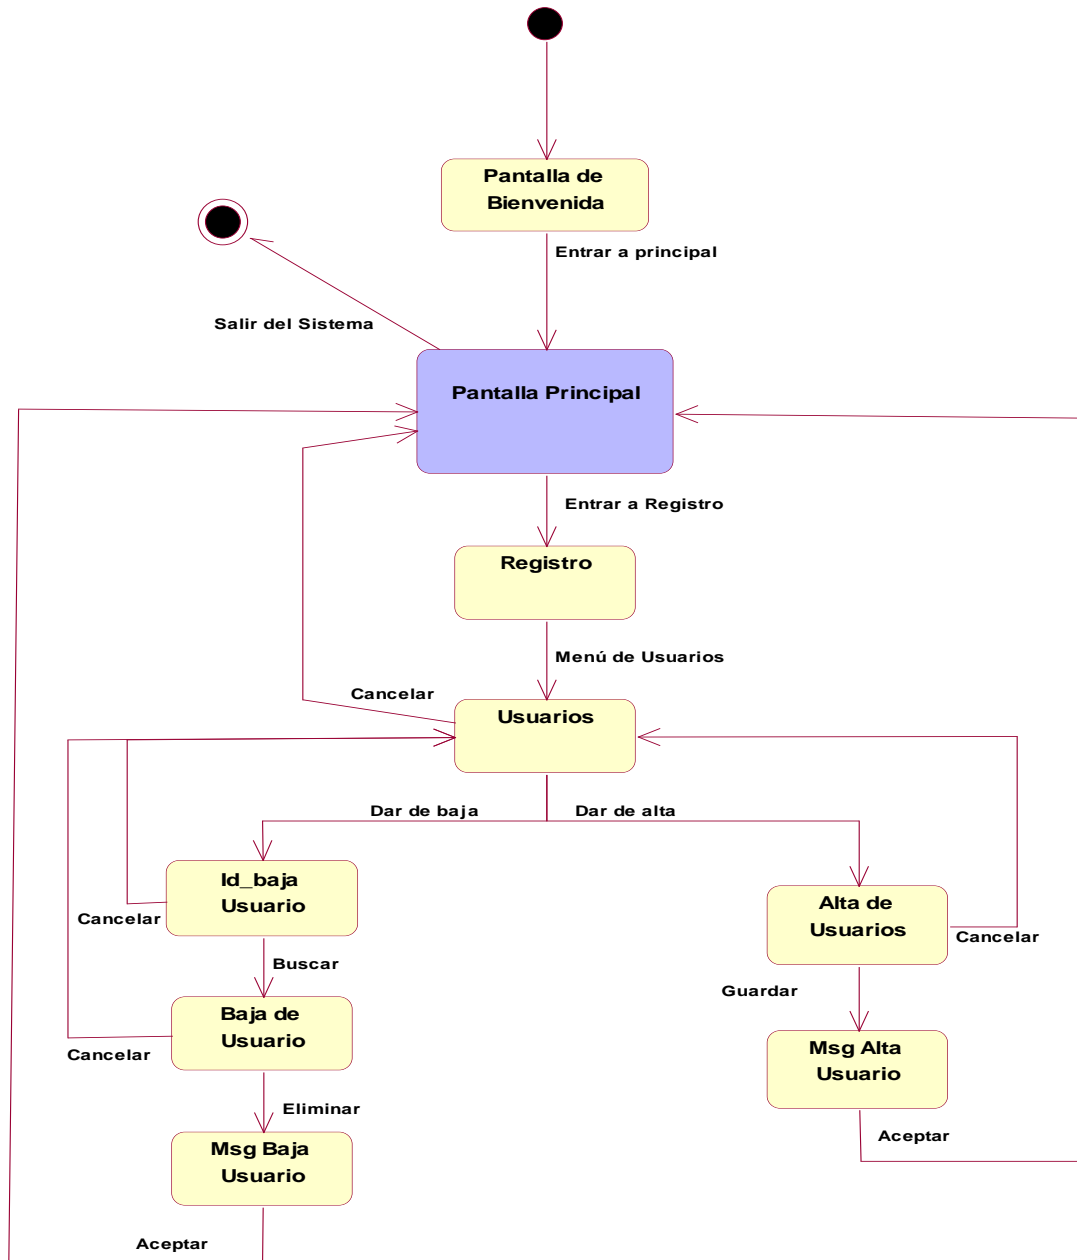 Pantalla de
Bienvenida
Entrar a principal
Salir del Sistema
Pantalla Principal
Entrar a Registro
Registro
Menú de Usuarios
Cancelar
Usuarios
Dar de baja
Dar de alta
Id_baja
Usuario
Cancelar
Alta de
Usuarios
Cancelar
Buscar
Guardar
Baja de
Usuario
Cancelar
Msg Alta
Usuario
Eliminar
Aceptar
Msg Baja
Usuario
Aceptar